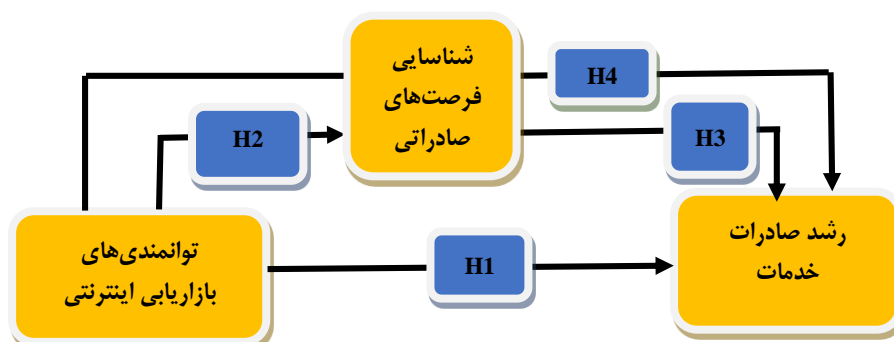 شناسایی
فرصت‌های
صادراتی
H4
H2
H3
توانمندی‌های
بازاریابی اینترنتی
H1
رشد صادرات
خدمات